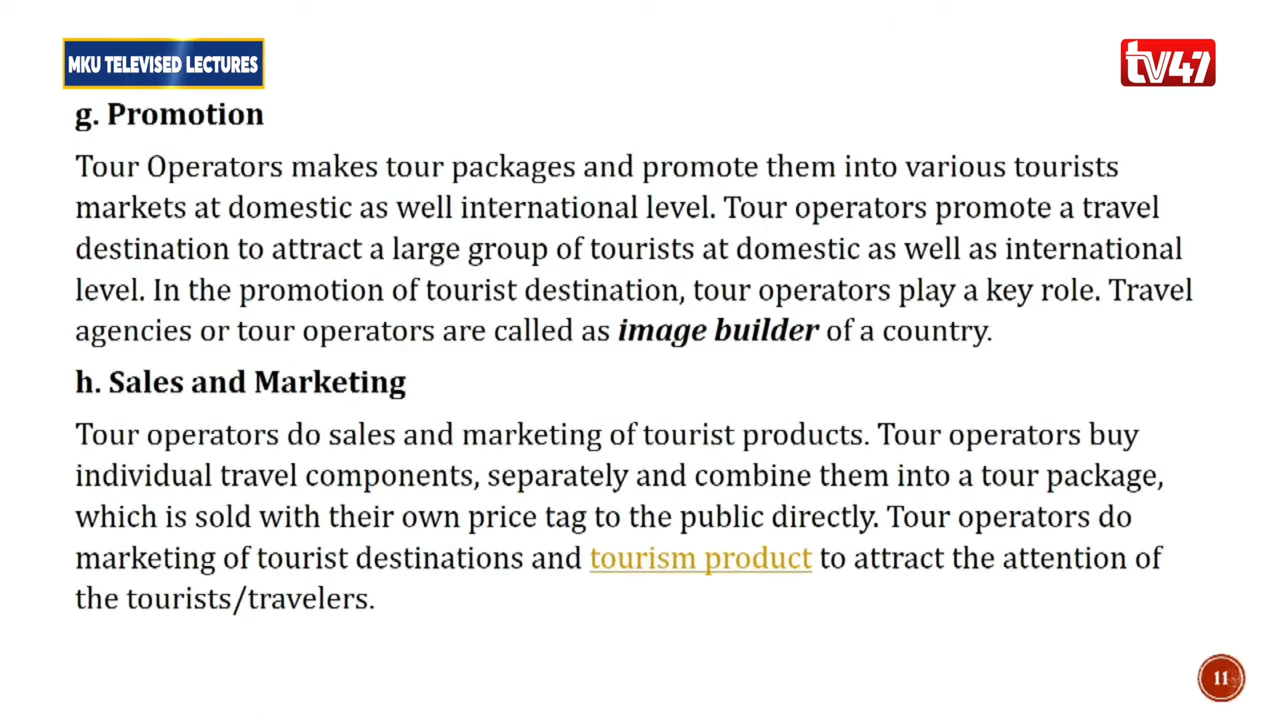 MKU TELEVISED LECTURES
tv47
g. Promotion
Tour Operators makes tour packages and promote them into various tourists
markets at domestic as well international level. Tour operators promote a travel
destination to attract a large group of tourists at domestic as well as international
level. In the promotion of tourist destination, tour operators play a key role. Travel
agencies or tour operators are called as image builder of a country.
h. Sales and Marketing
Tour operators do sales and marketing of tourist products. Tour operators buy
individual travel components, separately and combine them into a tour package,
which is sold with their own price tag to the public directly. Tour operators do
marketing of tourist destinations and tourism product to attract the attention of
the tourists/travelers.
11